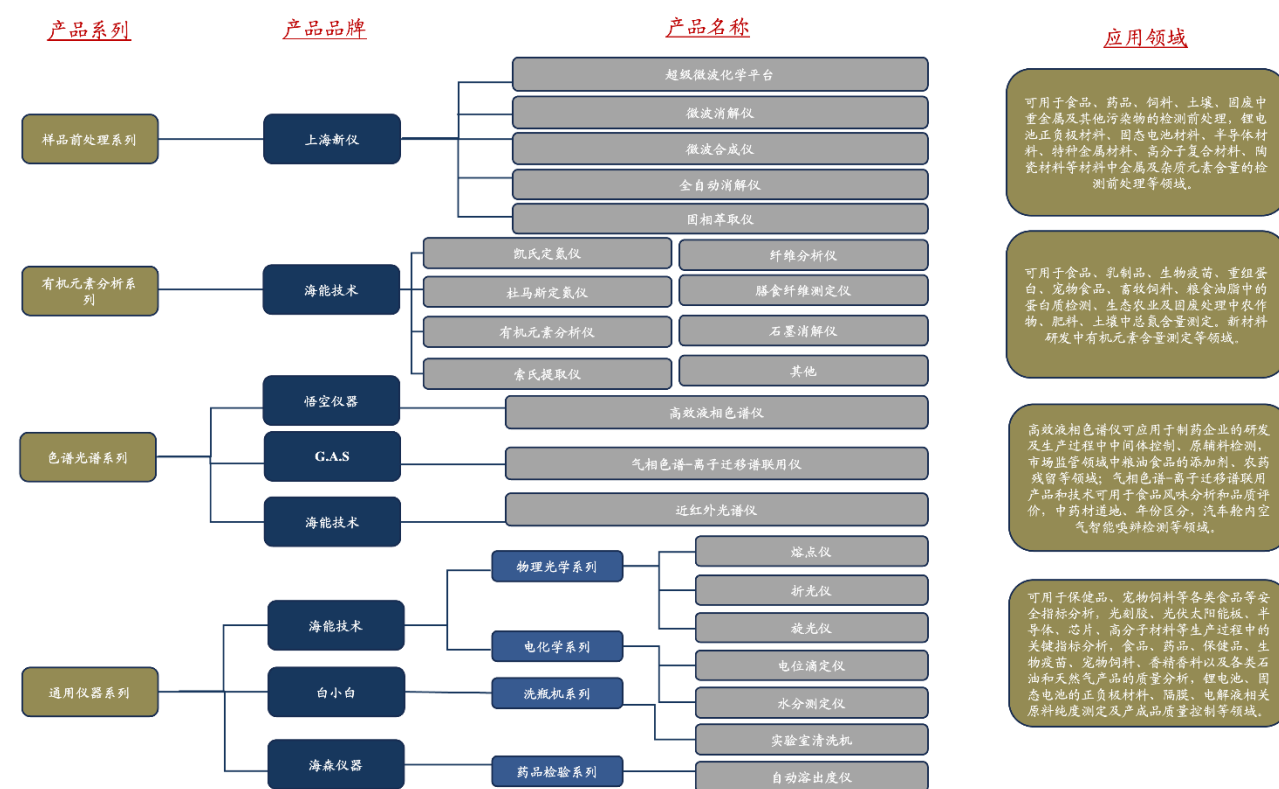 产品系列
产品品牌
产品名称
应用领域
样品前处理系列
上海新仪
超级微波化学平台
微波消解仪
微波合成仪
全自动消解仪
固相萃取仪
可用于食品、药品、饲料、土壤、固废中
重金属及其他污染物的检测前处理，锂电
池正负极材料、固态电池材料、半导体材
料、特种金属材料、高分子复合材料、陶
瓷材料等材料中金属及杂质元素含量的检
测前处理等领域。
有机元素分析系
列
海能技术
凯氏定氮仪
纤维分析仪
杜马斯定氮仪
膳食纤维测定仪
有机元素分析仪
石墨消解仪
索氏提取仪
其他
可用于食品、乳制品、生物疫苗、重组蛋
白、宠物食品、畜牧饲料、粮食油脂中的
蛋白质检测、生态农业及固废处理中农作
物、肥料、土壤中总氮含量测定。新材料
研发中有机元素含量测定等领域。
色谱光谱系列
悟空仪器
高效液相色谱仪
G.A.S
气相色谱-离子迁移谱联用仪
海能技术
近红外光谱仪
高效液相色谱仪可应用于制药企业的研发
及生产过程中中间体控制、原辅料检测，
市场监管领域中粮油食品的添加剂、农药
残留等领域；气相色谱-离子迁移谱联用
产品和技术可用于食品风味分析和品质评
价，中药材道地、年份区分，汽车舱内空
气智能嗅辨检测等领域。
通用仪器系列
海能技术
物理光学系列
熔点仪
折光仪
旋光仪
电化学系列
电位滴定仪
水分测定仪
白小白
洗瓶机系列
实验室清洗机
海森仪器
药品检验系列
自动溶出度仪
可用于保健品、宠物饲料等各类食品等安
全指标分析，光刻胶、光伏太阳能板、半
导体、芯片、高分子材料等生产过程中的
关键指标分析，食品、药品、保健品、生
物疫苗、宠物饲料、香精香料以及各类石
油和天然气产品的质量分析，锂电池、固
态电池的正负极材料、隔膜、电解液相关
原料纯度测定及产成品质量控制等领域。